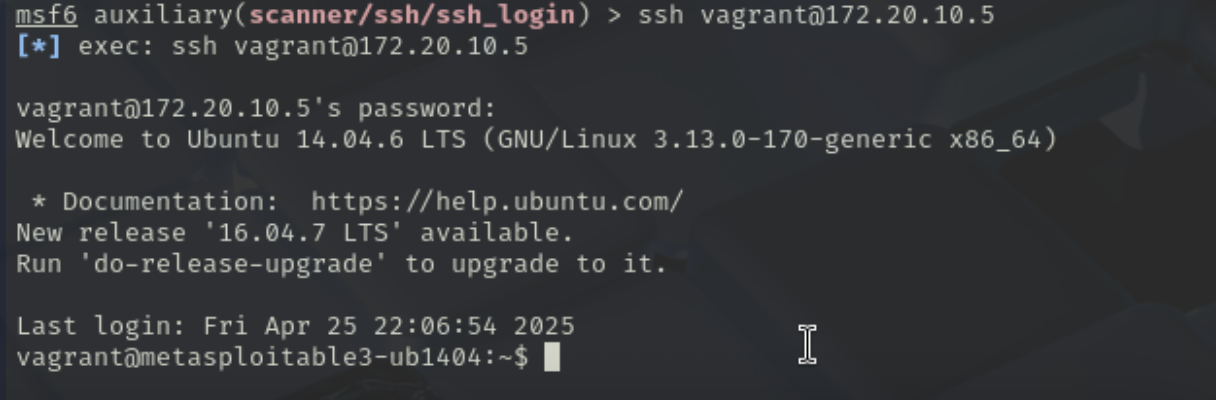 msf6 auxiliary(scanner/ssh/ssh_login) > ssh vagrant@172.20.10.5
[*] exec: ssh vagrant@172.20.10.5
vagrant@172.20.10.5's password:
Welcome to Ubuntu 14.04.6 LTS (GNU/Linux 3.13.0-170-generic x86_64)
* Documentation:  https://help.ubuntu.com/
New release '16.04.7 LTS' available.
Run 'do-release-upgrade' to upgrade to it.
Last login: Fri Apr 25 22:06:54 2025
vagrant@metasploitable3-ub1404:~$